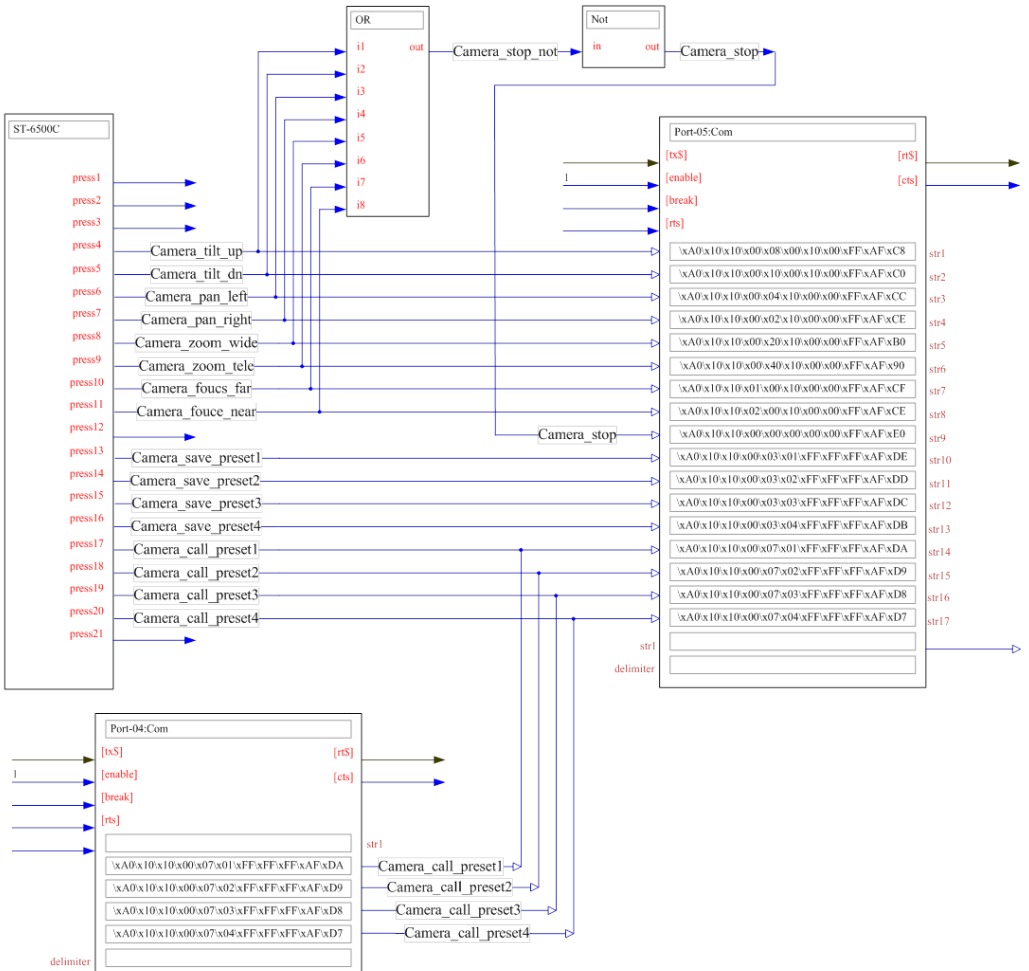 OR
i1
out
i2
i3
i4
i5
i6
i7
i8
Camera_stop_not
Not
in
out
Camera_stop
ST-6500C
press1
press2
press3
press4
press5
press6
press7
press8
press9
press10
press11
press12
press13
press14
press15
press16
press17
press18
press19
press20
press21
Camera_tilt_up
Camera_tilt_dn
Camera_pan_left
Camera_pan_right
Camera_zoom_wide
Camera_zoom_tele
Camera_foucs_far
Camera_fouce_near
Camera_stop
Camera_save_preset1
Camera_save_preset2
Camera_save_preset3
Camera_save_preset4
Camera_call_preset1
Camera_call_preset2
Camera_call_preset3
Camera_call_preset4
Port-05:Com
[tx$]
[rt$]
1
[enable]
[cts]
[break]
[rts]
\xA0\x10\x10\x00\x08\x00\x10\x00\xFF\xAF\xC8 str1
\xA0\x10\x10\x00\x10\x00\x10\x00\xFF\xAF\xC0 str2
\xA0\x10\x10\x00\x04\x10\x00\x00\xFF\xAF\xCC str3
\xA0\x10\x10\x00\x02\x10\x00\x00\xFF\xAF\xCE str4
\xA0\x10\x10\x00\x20\x10\x00\x00\xFF\xAF\xB0 str5
\xA0\x10\x10\x00\x40\x10\x00\x00\xFF\xAF\x90 str6
\xA0\x10\x10\x01\x00\x10\x00\x00\xFF\xAF\xCF str7
\xA0\x10\x10\x02\x00\x10\x00\x00\xFF\xAF\xCE str8
\xA0\x10\x10\x00\x00\x00\x00\x00\xFF\xAF\xE0 str9
\xA0\x10\x10\x00\x03\x01\xFF\xFF\xFF\xAF\xDE str10
\xA0\x10\x10\x00\x03\x02\xFF\xFF\xFF\xAF\xDD str11
\xA0\x10\x10\x00\x03\x03\xFF\xFF\xFF\xAF\xDC str12
\xA0\x10\x10\x00\x03\x04\xFF\xFF\xFF\xAF\xDB str13
\xA0\x10\x10\x00\x07\x01\xFF\xFF\xFF\xAF\xDA str14
\xA0\x10\x10\x00\x07\x02\xFF\xFF\xFF\xAF\xD9 str15
\xA0\x10\x10\x00\x07\x03\xFF\xFF\xFF\xAF\xD8 str16
\xA0\x10\x10\x00\x07\x04\xFF\xFF\xFF\xAF\xD7 str17
str1
delimiter
Port-04:Com
[tx$]
[rt$]
1
[enable]
[cts]
[break]
[rts]
str1
\xA0\x10\x10\x00\x07\x01\xFF\xFF\xFF\xAF\xDA Camera_call_preset1
\xA0\x10\x10\x00\x07\x02\xFF\xFF\xFF\xAF\xD9 Camera_call_preset2
\xA0\x10\x10\x00\x07\x03\xFF\xFF\xFF\xAF\xD8 Camera_call_preset3
\xA0\x10\x10\x00\x07\x04\xFF\xFF\xFF\xAF\xD7 Camera_call_preset4
delimiter